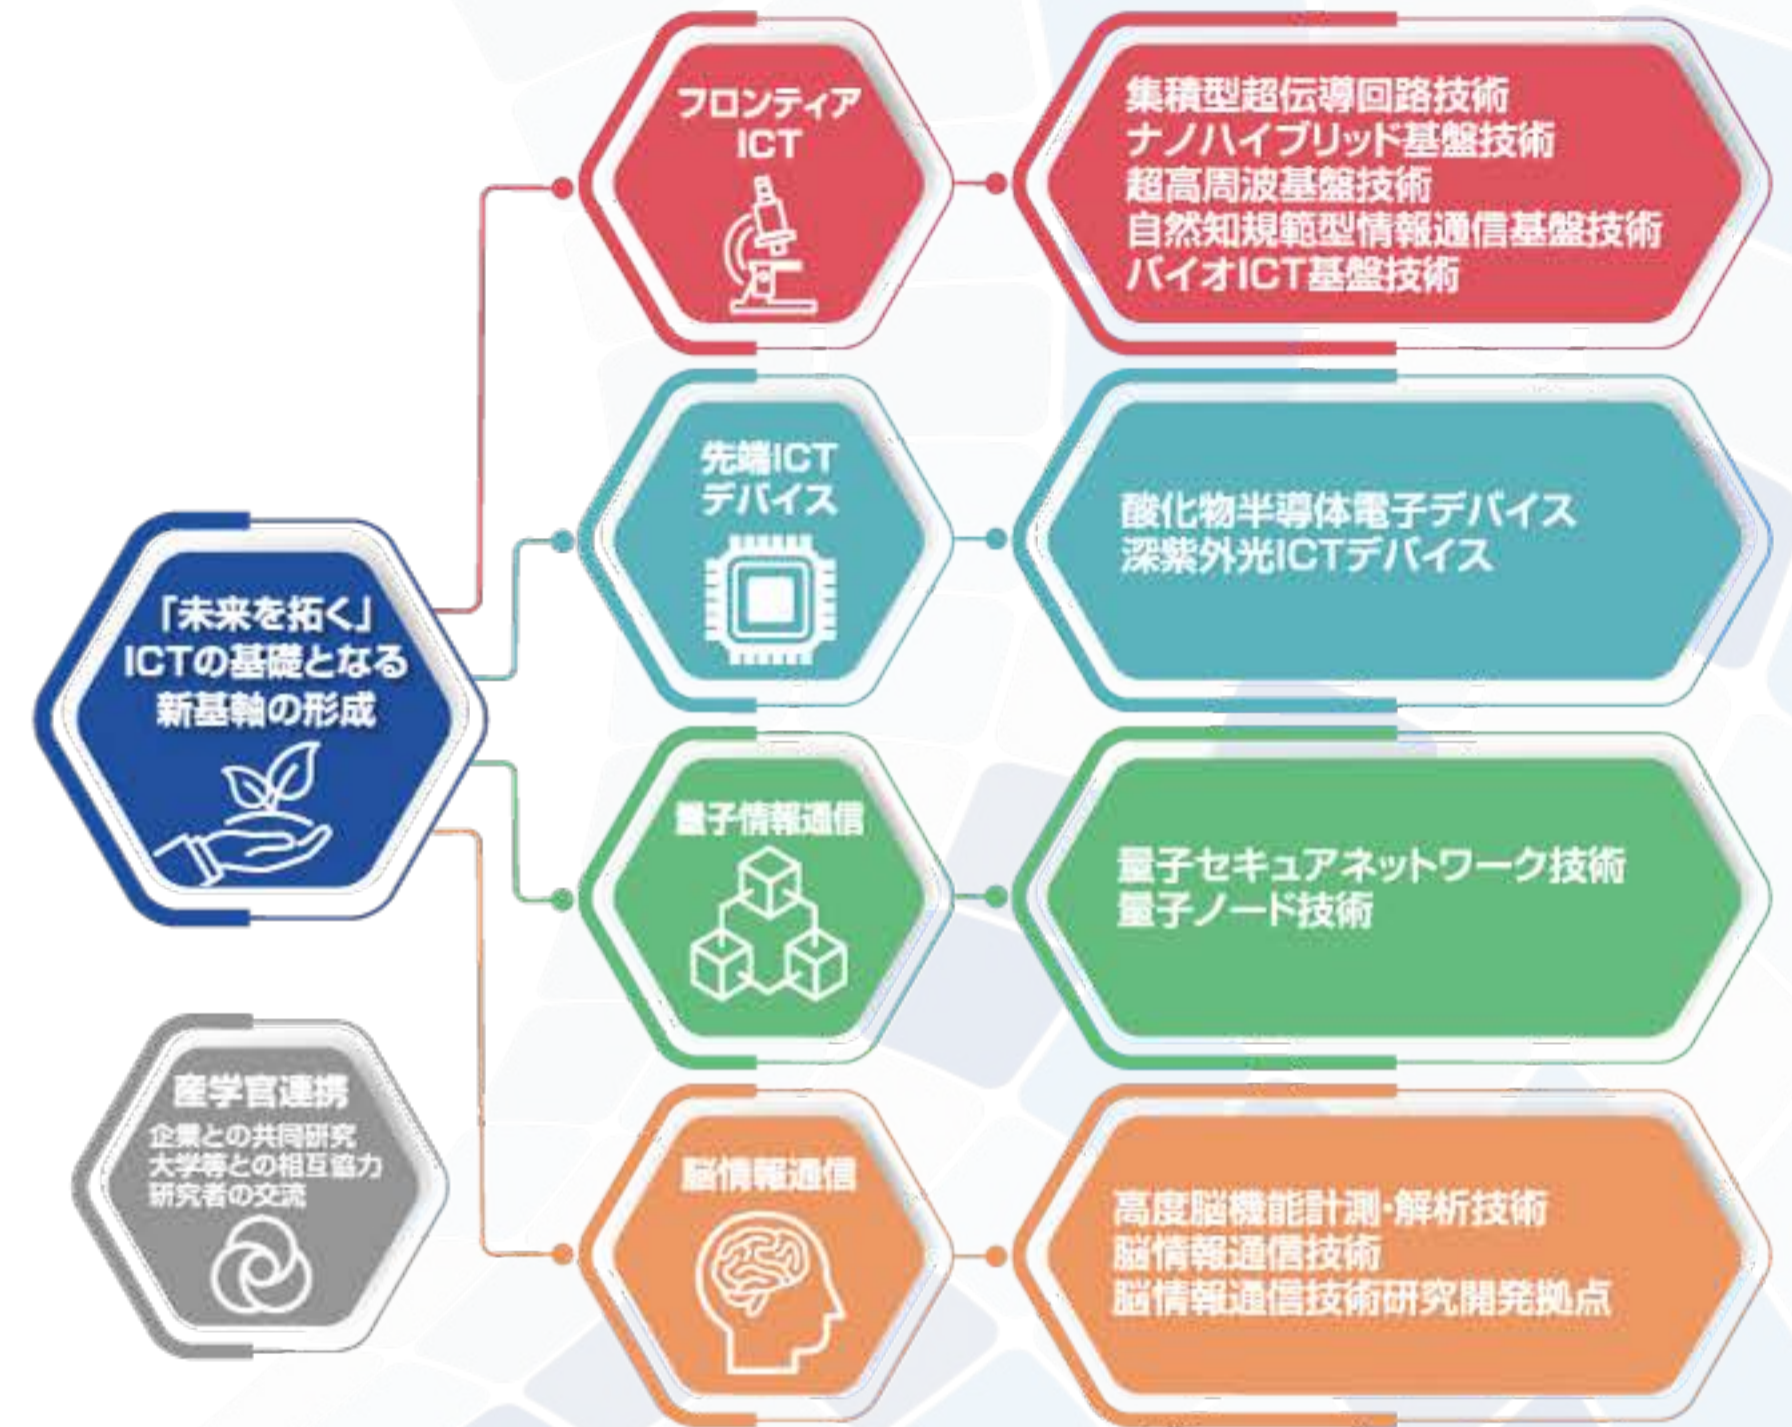 「未来を拓く」
ICTの基礎となる
新基軸の形成
産学官連携
企業との共同研究
大学等との相互協力
研究者の交流
フロンティア
ICT
集積型超伝導回路技術
ナノハイブリッド基盤技術
超高周波基盤技術
自然知規範型情報通信基盤技術
バイオICT基盤技術
先端ICT
デバイス
酸化物半導体電子デバイス
深紫外光ICTデバイス
量子情報通信
量子セキュアネットワーク技術
量子ノード技術
脳情報通信
高度脳機能計測・解析技術
脳情報通信技術
脳情報通信技術研究開発拠点